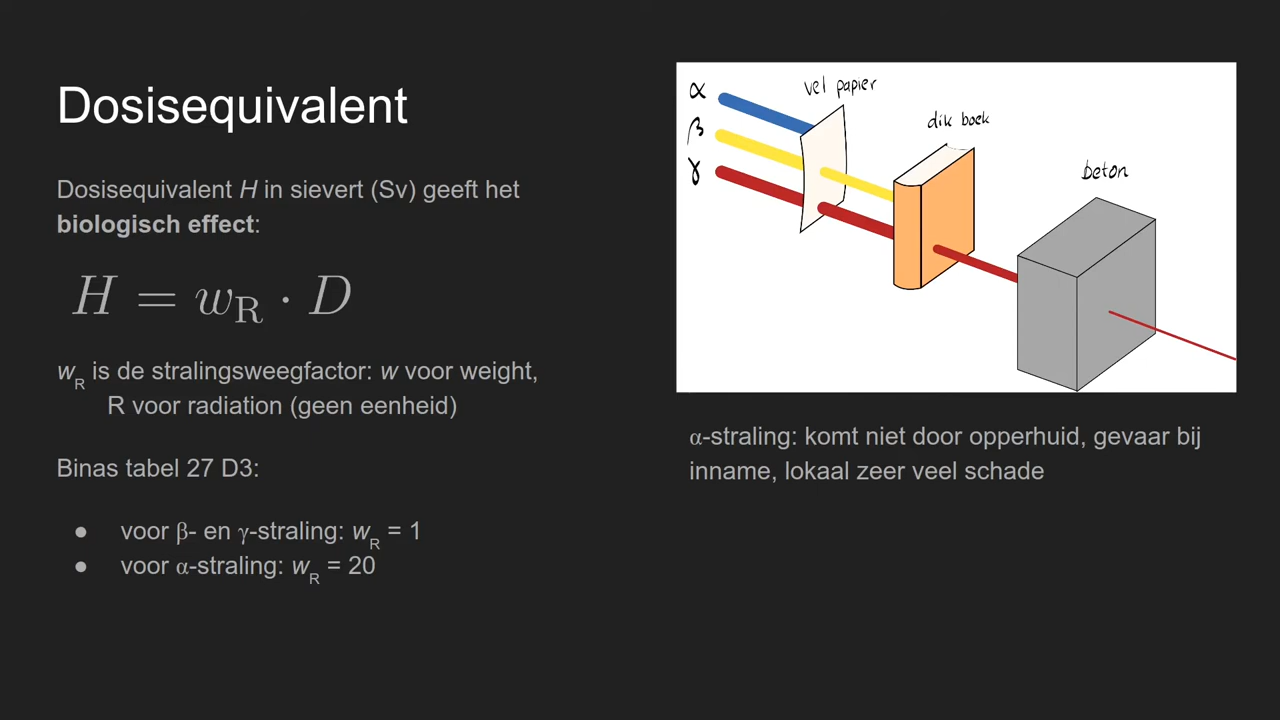 Dosisequivalent
Dosisequivalent H in sievert (Sv) geeft het
biologisch effect:
H = w_R · D
w_R is de stralingsweegfactor: w voor weight,
R voor radiation (geen eenheid)
Binas tabel 27 D3:
● voor β- en γ-straling: w_R = 1
● voor α-straling: w_R = 20
α
β
γ
vel papier
dik boek
beton
α-straling: komt niet door opperhuid, gevaar bij
inname, lokaal zeer veel schade